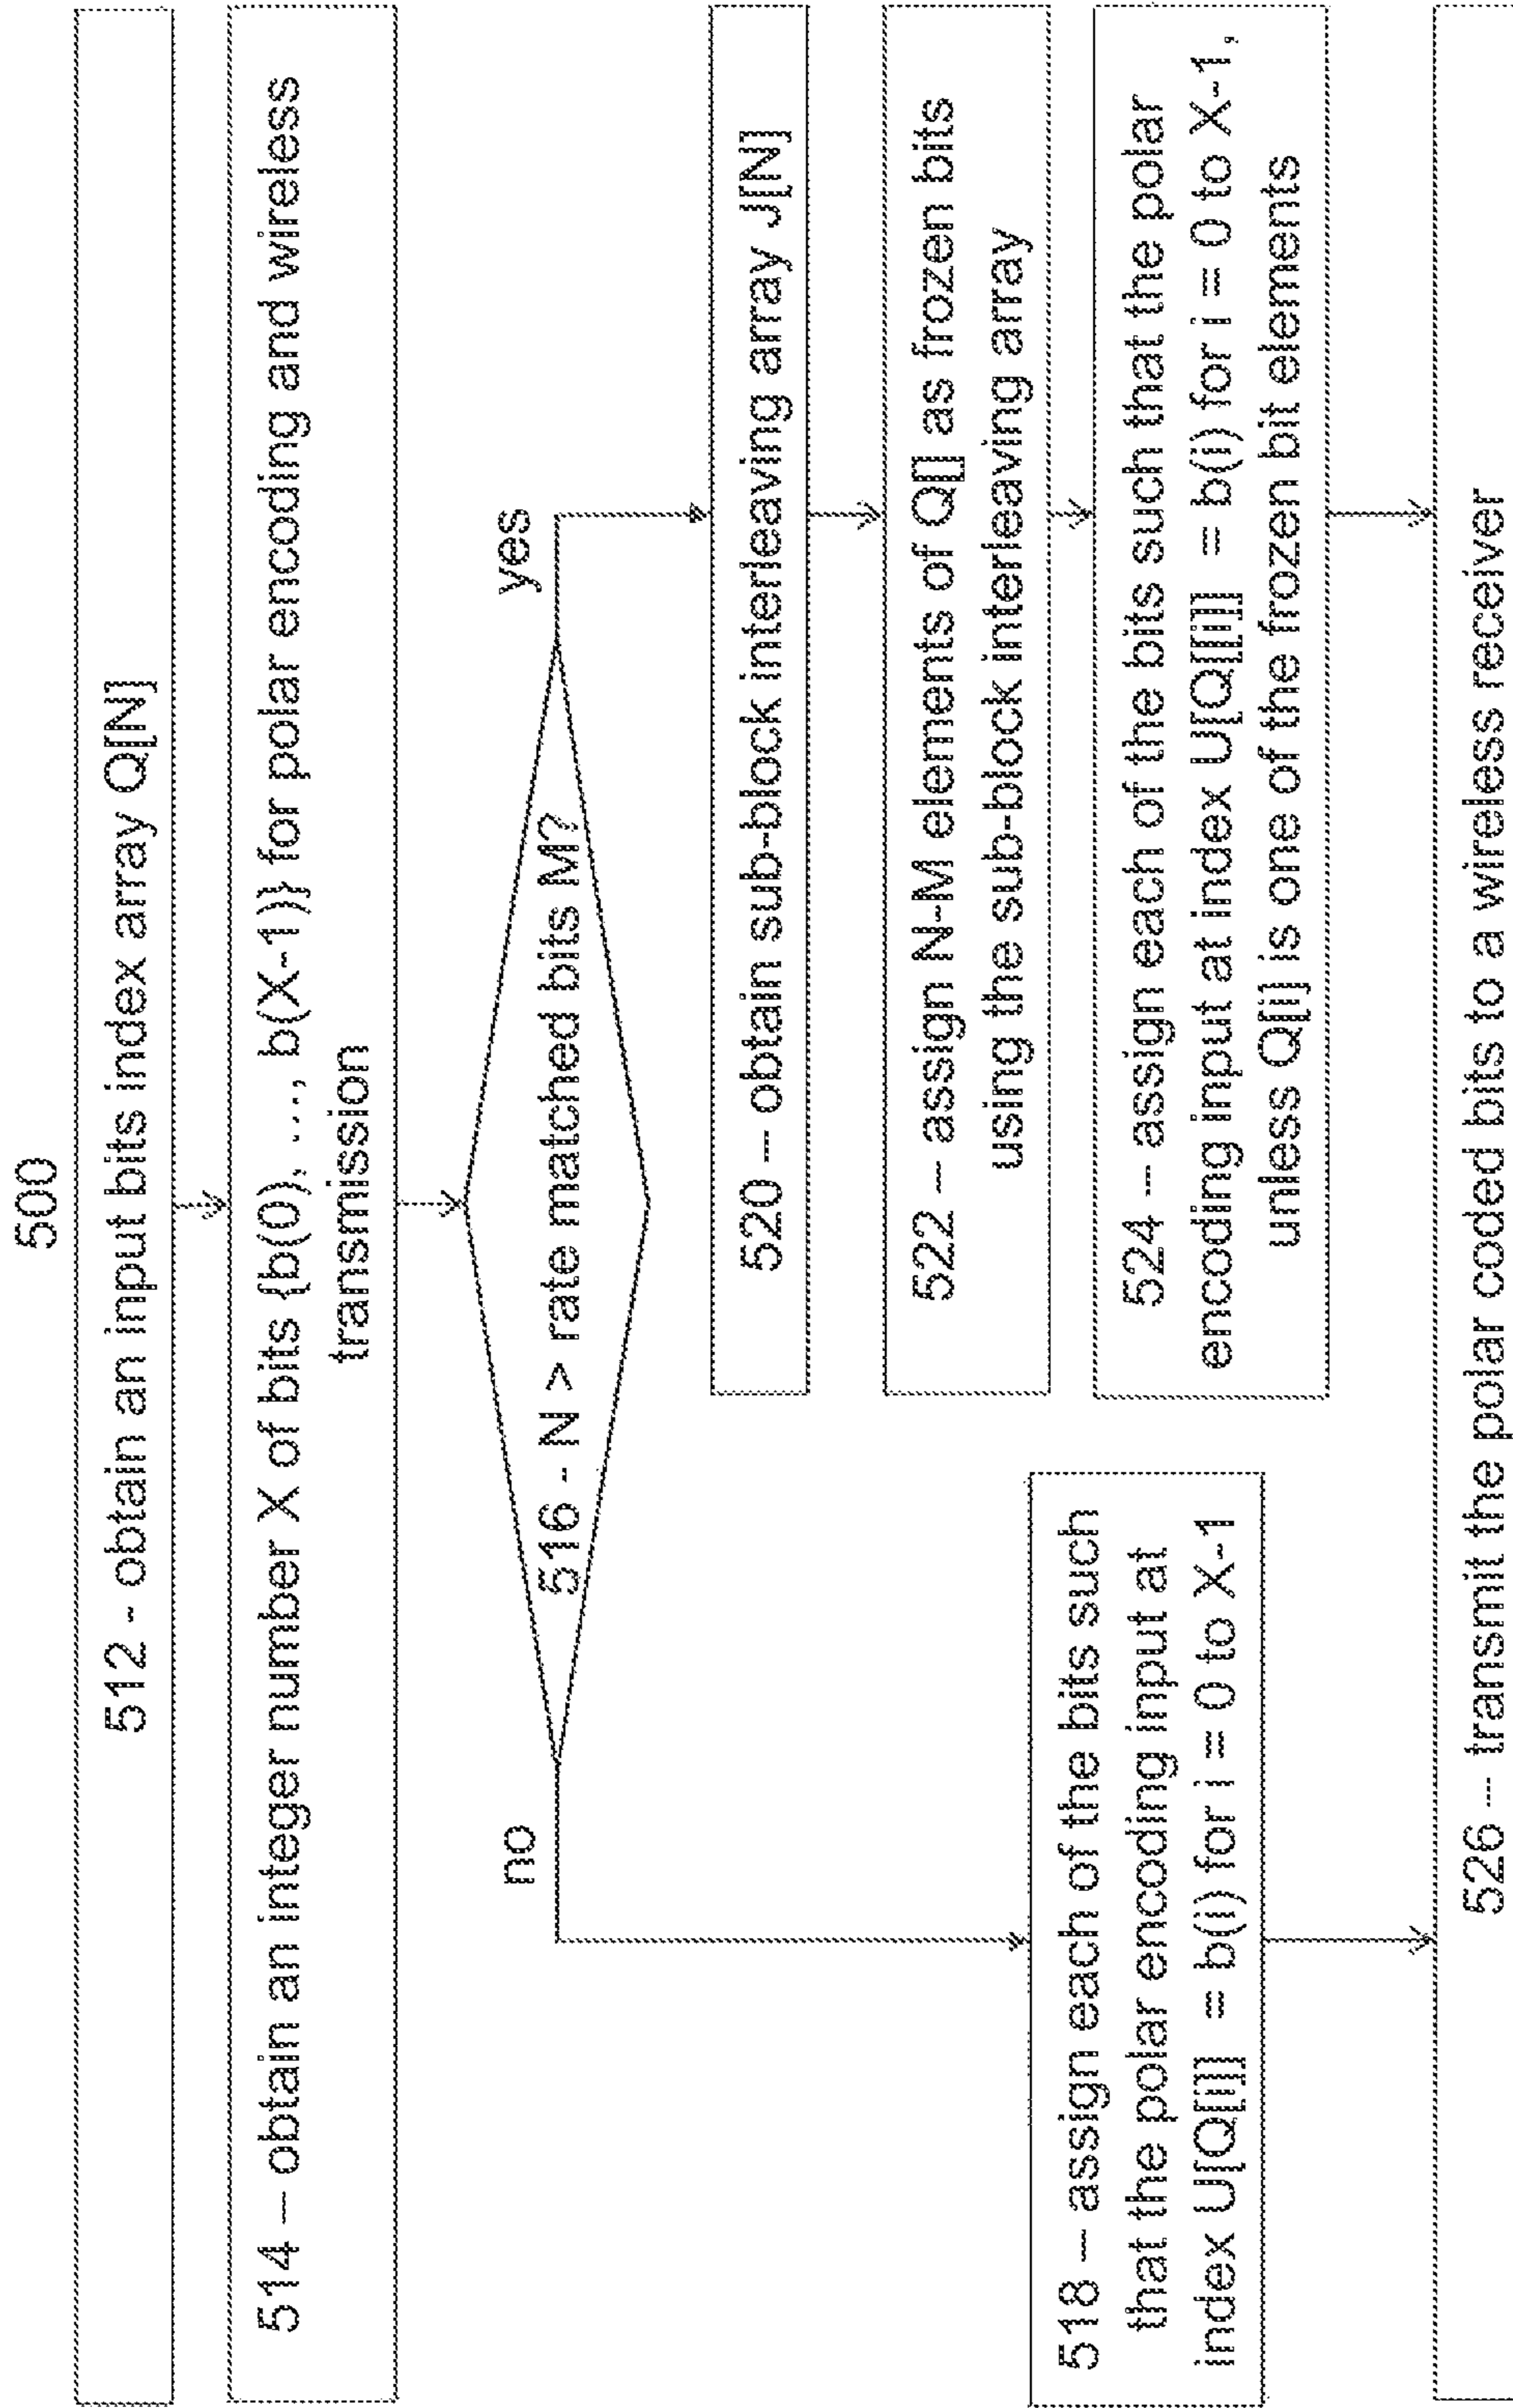 500
512 - obtain an input bits index array Q[N]
514 – obtain an integer number X of bits {b(0), ..., b(X-1)} for polar encoding and wireless
transmission
516 - N > rate matched bits M?
no
yes
518 – assign each of the bits such
that the polar encoding input at
index U[Q[i]] = b(i) for i = 0 to X-1
520 – obtain sub-block interleaving array J[N]
522 – assign N-M elements of Q[] as frozen bits
using the sub-block interleaving array
524 – assign each of the bits such that the polar
encoding input at index U[Q[i]] = b(i) for i = 0 to X-1,
unless Q[i] is one of the frozen bit elements
526 – transmit the polar coded bits to a wireless receiver